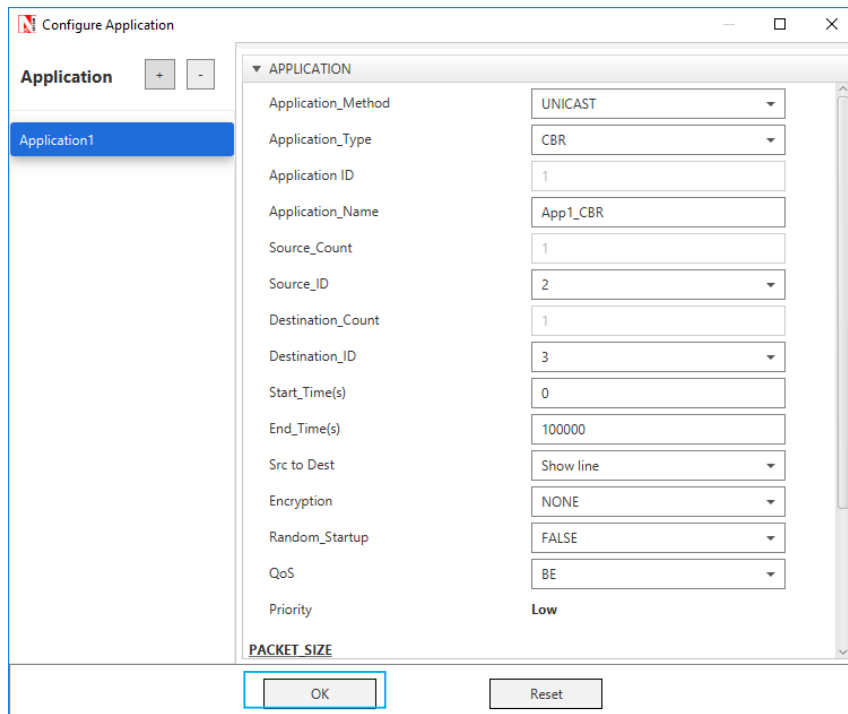 Configure Application
Application + -
Application1
APPLICATION
Application_Method UNICAST
Application_Type CBR
Application ID 1
Application_Name App1_CBR
Source_Count 1
Source_ID 2
Destination_Count 1
Destination_ID 3
Start_Time(s) 0
End_Time(s) 100000
Src to Dest Show line
Encryption NONE
Random_Startup FALSE
QoS BE
Priority Low
PACKET_SIZE
OK Reset